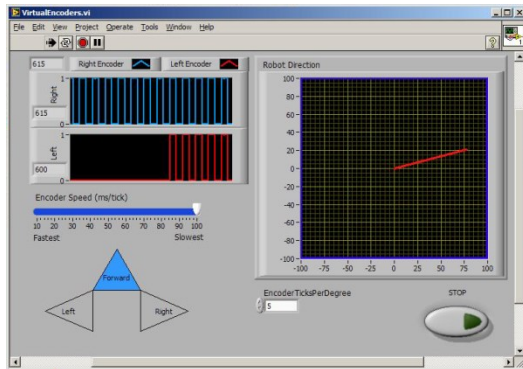 VirtualEncoders.vi
File Edit View Project Operate Tools Window Help
615 Right Encoder Left Encoder
1
Right
615
0
1
Left
600
0
Encoder Speed (ms/tick)
10 20 30 40 50 60 70 80 90 100
Fastest Slowest
Forward
Left Right
Robot Direction
100
80
60
40
20
0
-20
-40
-60
-80
-100
-100 -75 -50 -25 0 25 50 75 100
EncoderTicksPerDegree
5
STOP